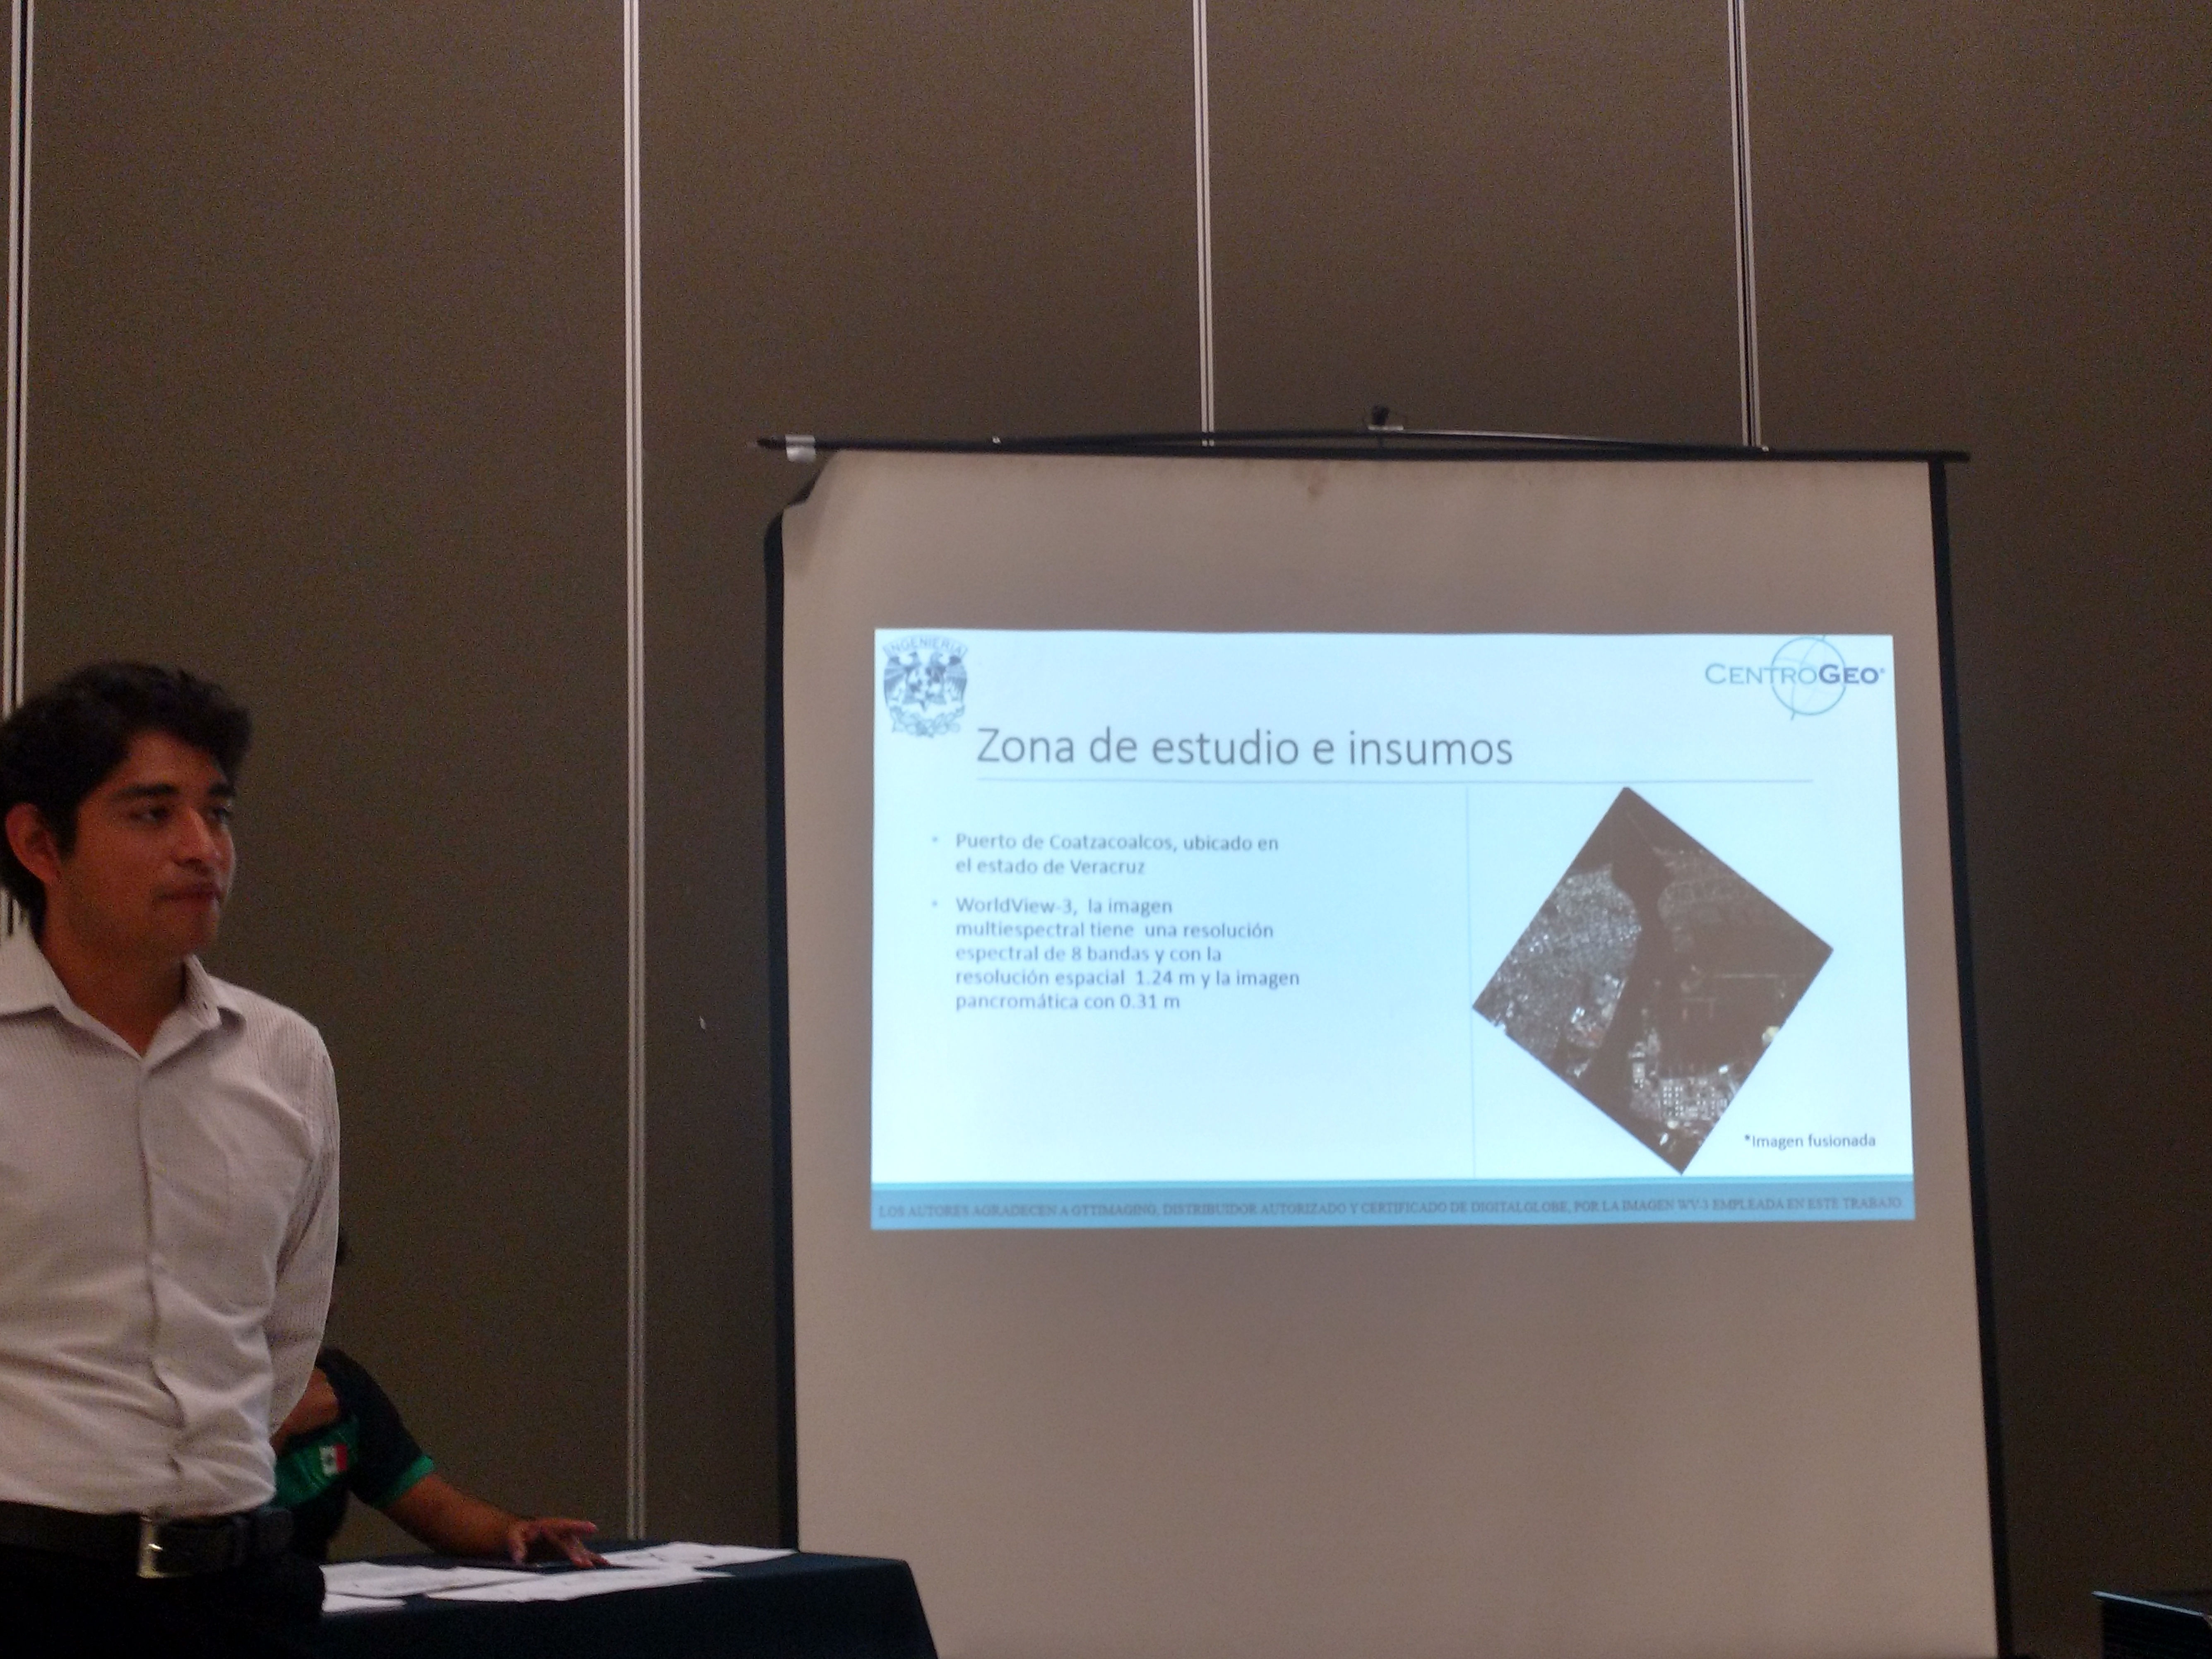 INGENIERIA
CENTROGEO®
Zona de estudio e insumos
• Puerto de Coatzacoalcos, ubicado en
el estado de Veracruz
• WorldView-3, la imagen
multiespectral tiene una resolución
espectral de 8 bandas y con la
resolución espacial 1.24 m y la imagen
pancromática con 0.31 m
*Imagen fusionada
LOS AUTORES AGRADECEN A GTTIMAGING, DISTRIBUIDOR AUTORIZADO Y CERTIFICADO DE DIGITALGLOBE, POR LA IMAGEN WV-3 EMPLEADA EN ESTE TRABAJO